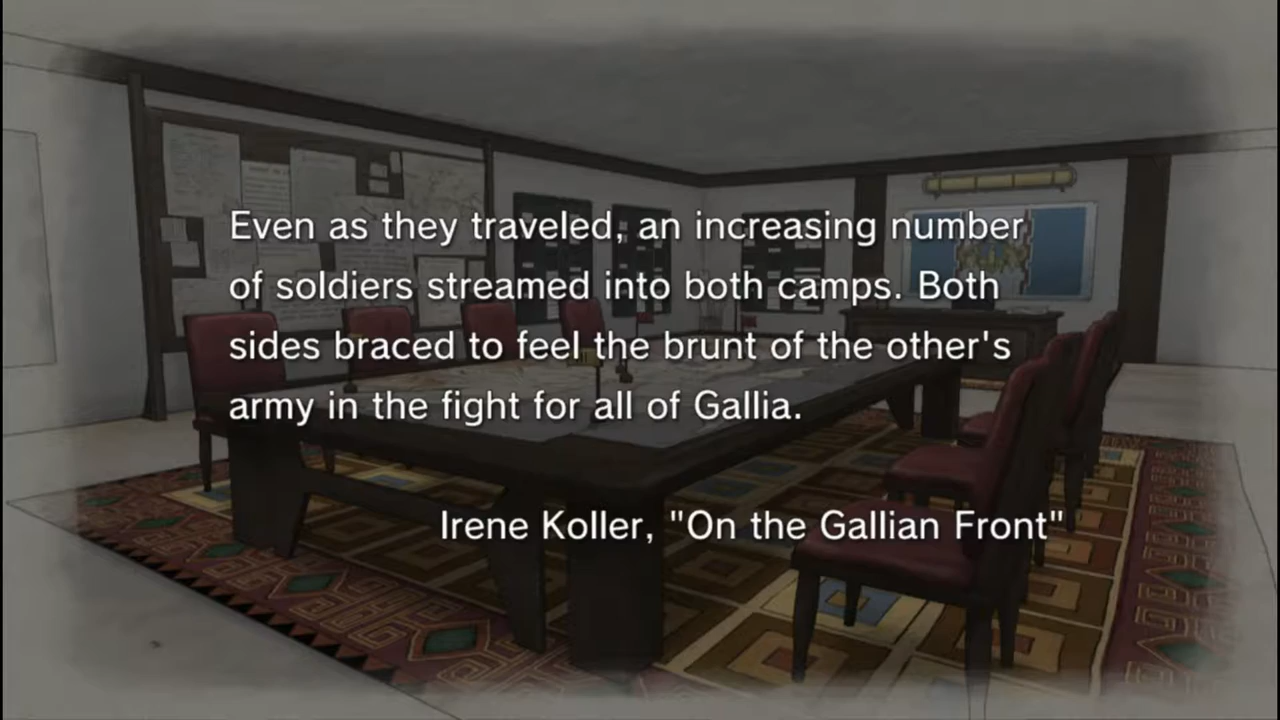 Even as they traveled, an increasing number
of soldiers streamed into both camps. Both
sides braced to feel the brunt of the other's
army in the fight for all of Gallia.
Irene Koller, "On the Gallian Front"